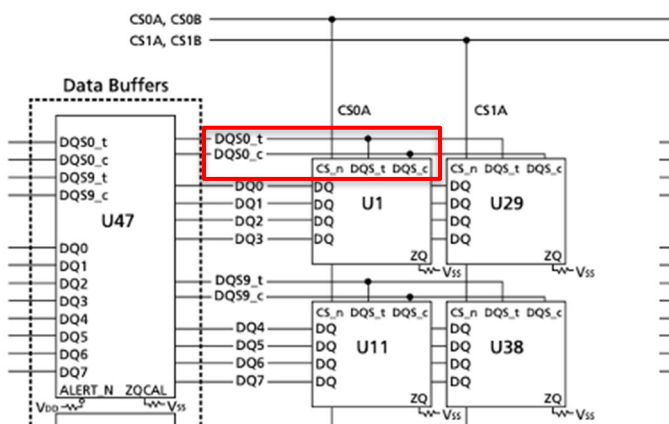 CS0A, CS0B
CS1A, CS1B
Data Buffers
CS0A
CS1A
DQS0_t
DQS0_c
DQS9_t
DQS9_c
U47
DQ0
DQ1
DQ2
DQ3
DQ4
DQ5
DQ6
DQ7
ALERT_N ZQCAL
VDD
VSS
DQS0_t
DQS0_c
DQ0
DQ1
DQ2
DQ3
CS_n DQS_t DQS_c
DQ
DQ
DQ
DQ
U1
ZQ
VSS
CS_n DQS_t DQS_c
DQ
DQ
DQ
DQ
U29
ZQ
VSS
DQS9_t
DQS9_c
DQ4
DQ5
DQ6
DQ7
CS_n DQS_t DQS_c
DQ
DQ
DQ
DQ
U11
ZQ
VSS
CS_n DQS_t DQS_c
DQ
DQ
DQ
DQ
U38
ZQ
VSS